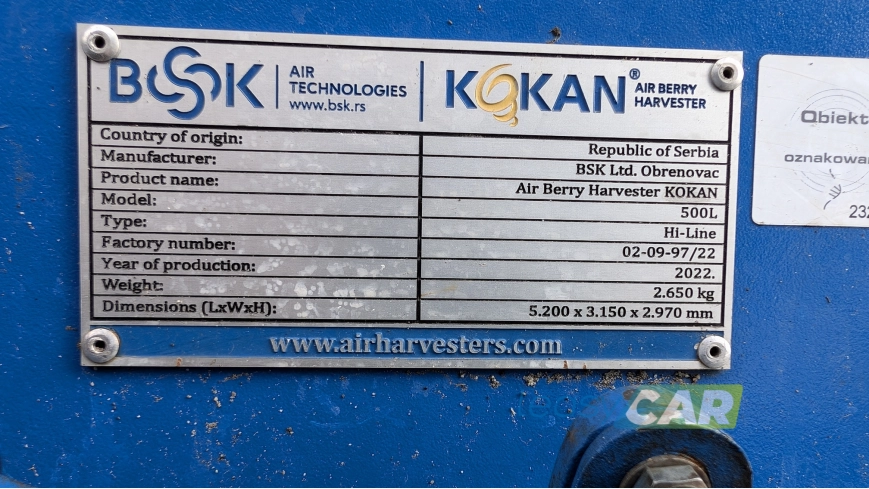 BSK AIR TECHNOLOGIES www.bsk.rs
KOKAN® AIR BERRY HARVESTER
Country of origin: Republic of Serbia
Manufacturer: BSK Ltd. Obrenovac
Product name: Air Berry Harvester KOKAN
Model: 500L
Type: Hi-Line
Factory number: 02-09-97/22
Year of production: 2022.
Weight: 2.650 kg
Dimensions (LxWxH): 5.200 x 3.150 x 2.970 mm
www.airharvesters.com
Obiekt
oznakowan
232
CAR